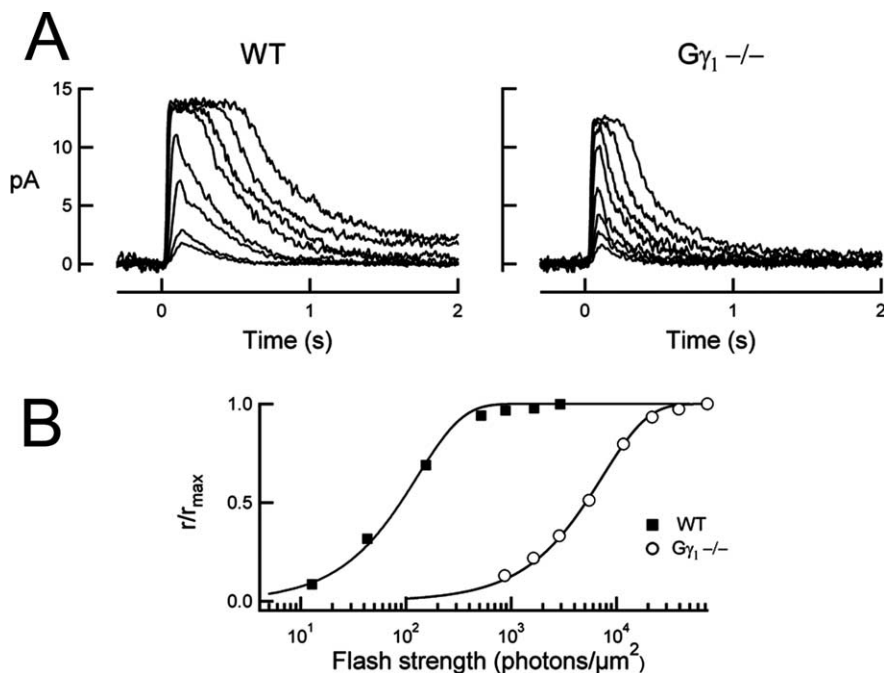 A
WT
Gγ₁ −/−
15
10
pA
5
0
0 1 2
0 1 2
Time (s)
Time (s)
B
1.0
r/rmax
0.5
0.0
WT
Gγ₁ −/−
10¹ 10² 10³ 10⁴
Flash strength (photons/µm²)